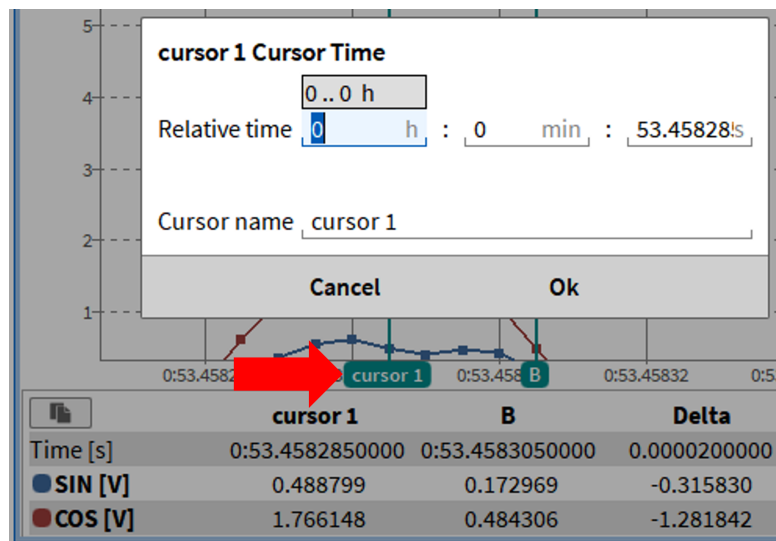 5
cursor 1 Cursor Time
0 .. 0 h
4
Relative time 0 h : 0 min : 53.45828 s
3
Cursor name cursor 1
2
Cancel Ok
1
0:53.4582 cursor 1 0:53.458 B 0:53.45832
cursor 1 B Delta
Time [s] 0:53.4582850000 0:53.4583050000 0.0000200000
SIN [V] 0.488799 0.172969 -0.315830
COS [V] 1.766148 0.484306 -1.281842